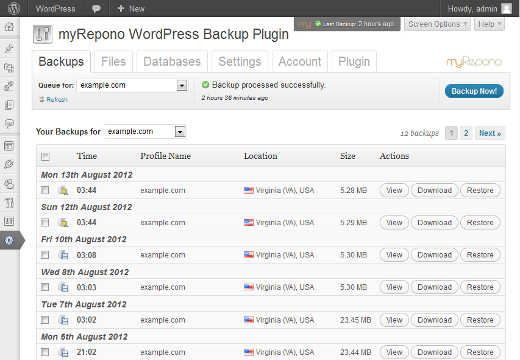 WordPress + New Howdy, admin
my Last Backup: 2 hours ago Screen Options Help
myRepono WordPress Backup Plugin
Backups Files Databases Settings Account Plugin myRepono
Queue for: example.com Backup processed successfully. Backup Now!
Refresh 2 hours 36 minutes ago
Your Backups for example.com 12 backups 1 2 Next »
Time Profile Name Location Size Actions
Mon 13th August 2012
03:44 example.com Virginia (VA), USA 5.28 MB View Download Restore
Sun 12th August 2012
03:44 example.com Virginia (VA), USA 5.29 MB View Download Restore
Fri 10th August 2012
03:08 example.com Virginia (VA), USA 5.30 MB View Download Restore
Wed 8th August 2012
03:03 example.com Virginia (VA), USA 5.30 MB View Download Restore
Tue 7th August 2012
03:02 example.com Virginia (VA), USA 23.45 MB View Download Restore
Mon 6th August 2012
21:02 example.com Virginia (VA), USA 23.44 MB View Download Restore